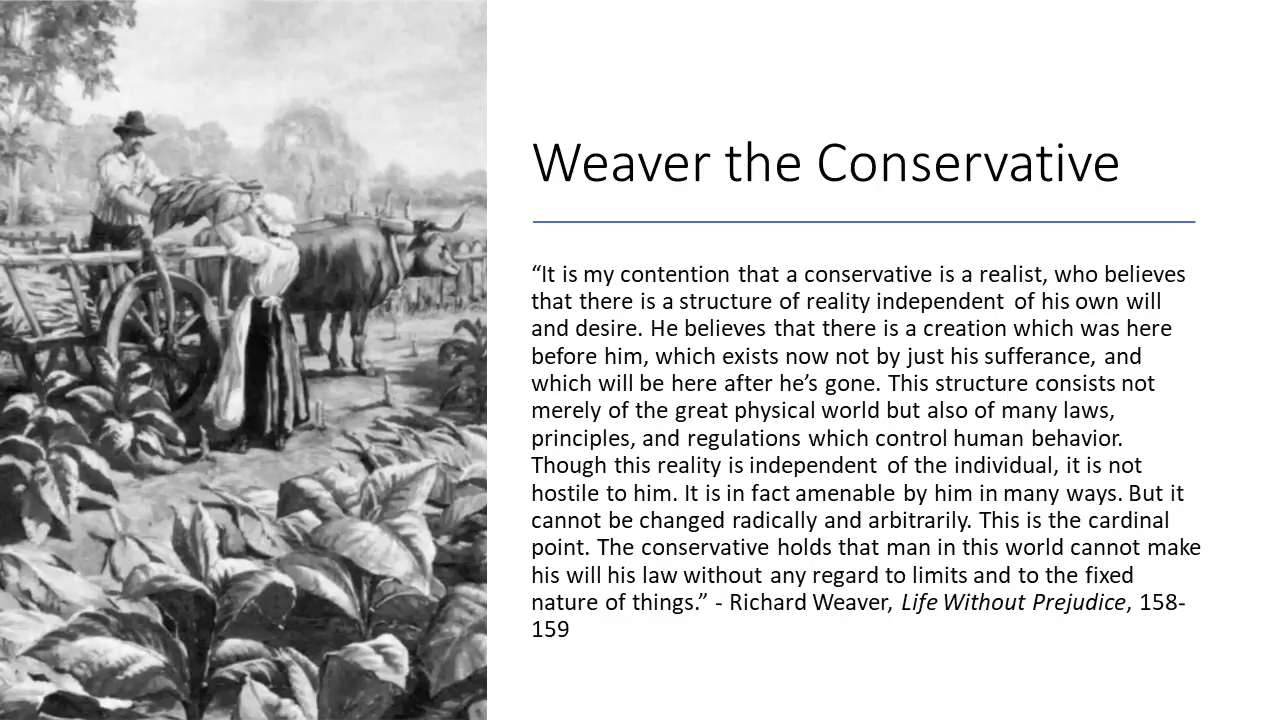 Weaver the Conservative
“It is my contention that a conservative is a realist, who believes
that there is a structure of reality independent of his own will
and desire. He believes that there is a creation which was here
before him, which exists now not by just his sufferance, and
which will be here after he’s gone. This structure consists not
merely of the great physical world but also of many laws,
principles, and regulations which control human behavior.
Though this reality is independent of the individual, it is not
hostile to him. It is in fact amenable by him in many ways. But it
cannot be changed radically and arbitrarily. This is the cardinal
point. The conservative holds that man in this world cannot make
his will his law without any regard to limits and to the fixed
nature of things.” - Richard Weaver, Life Without Prejudice, 158-
159